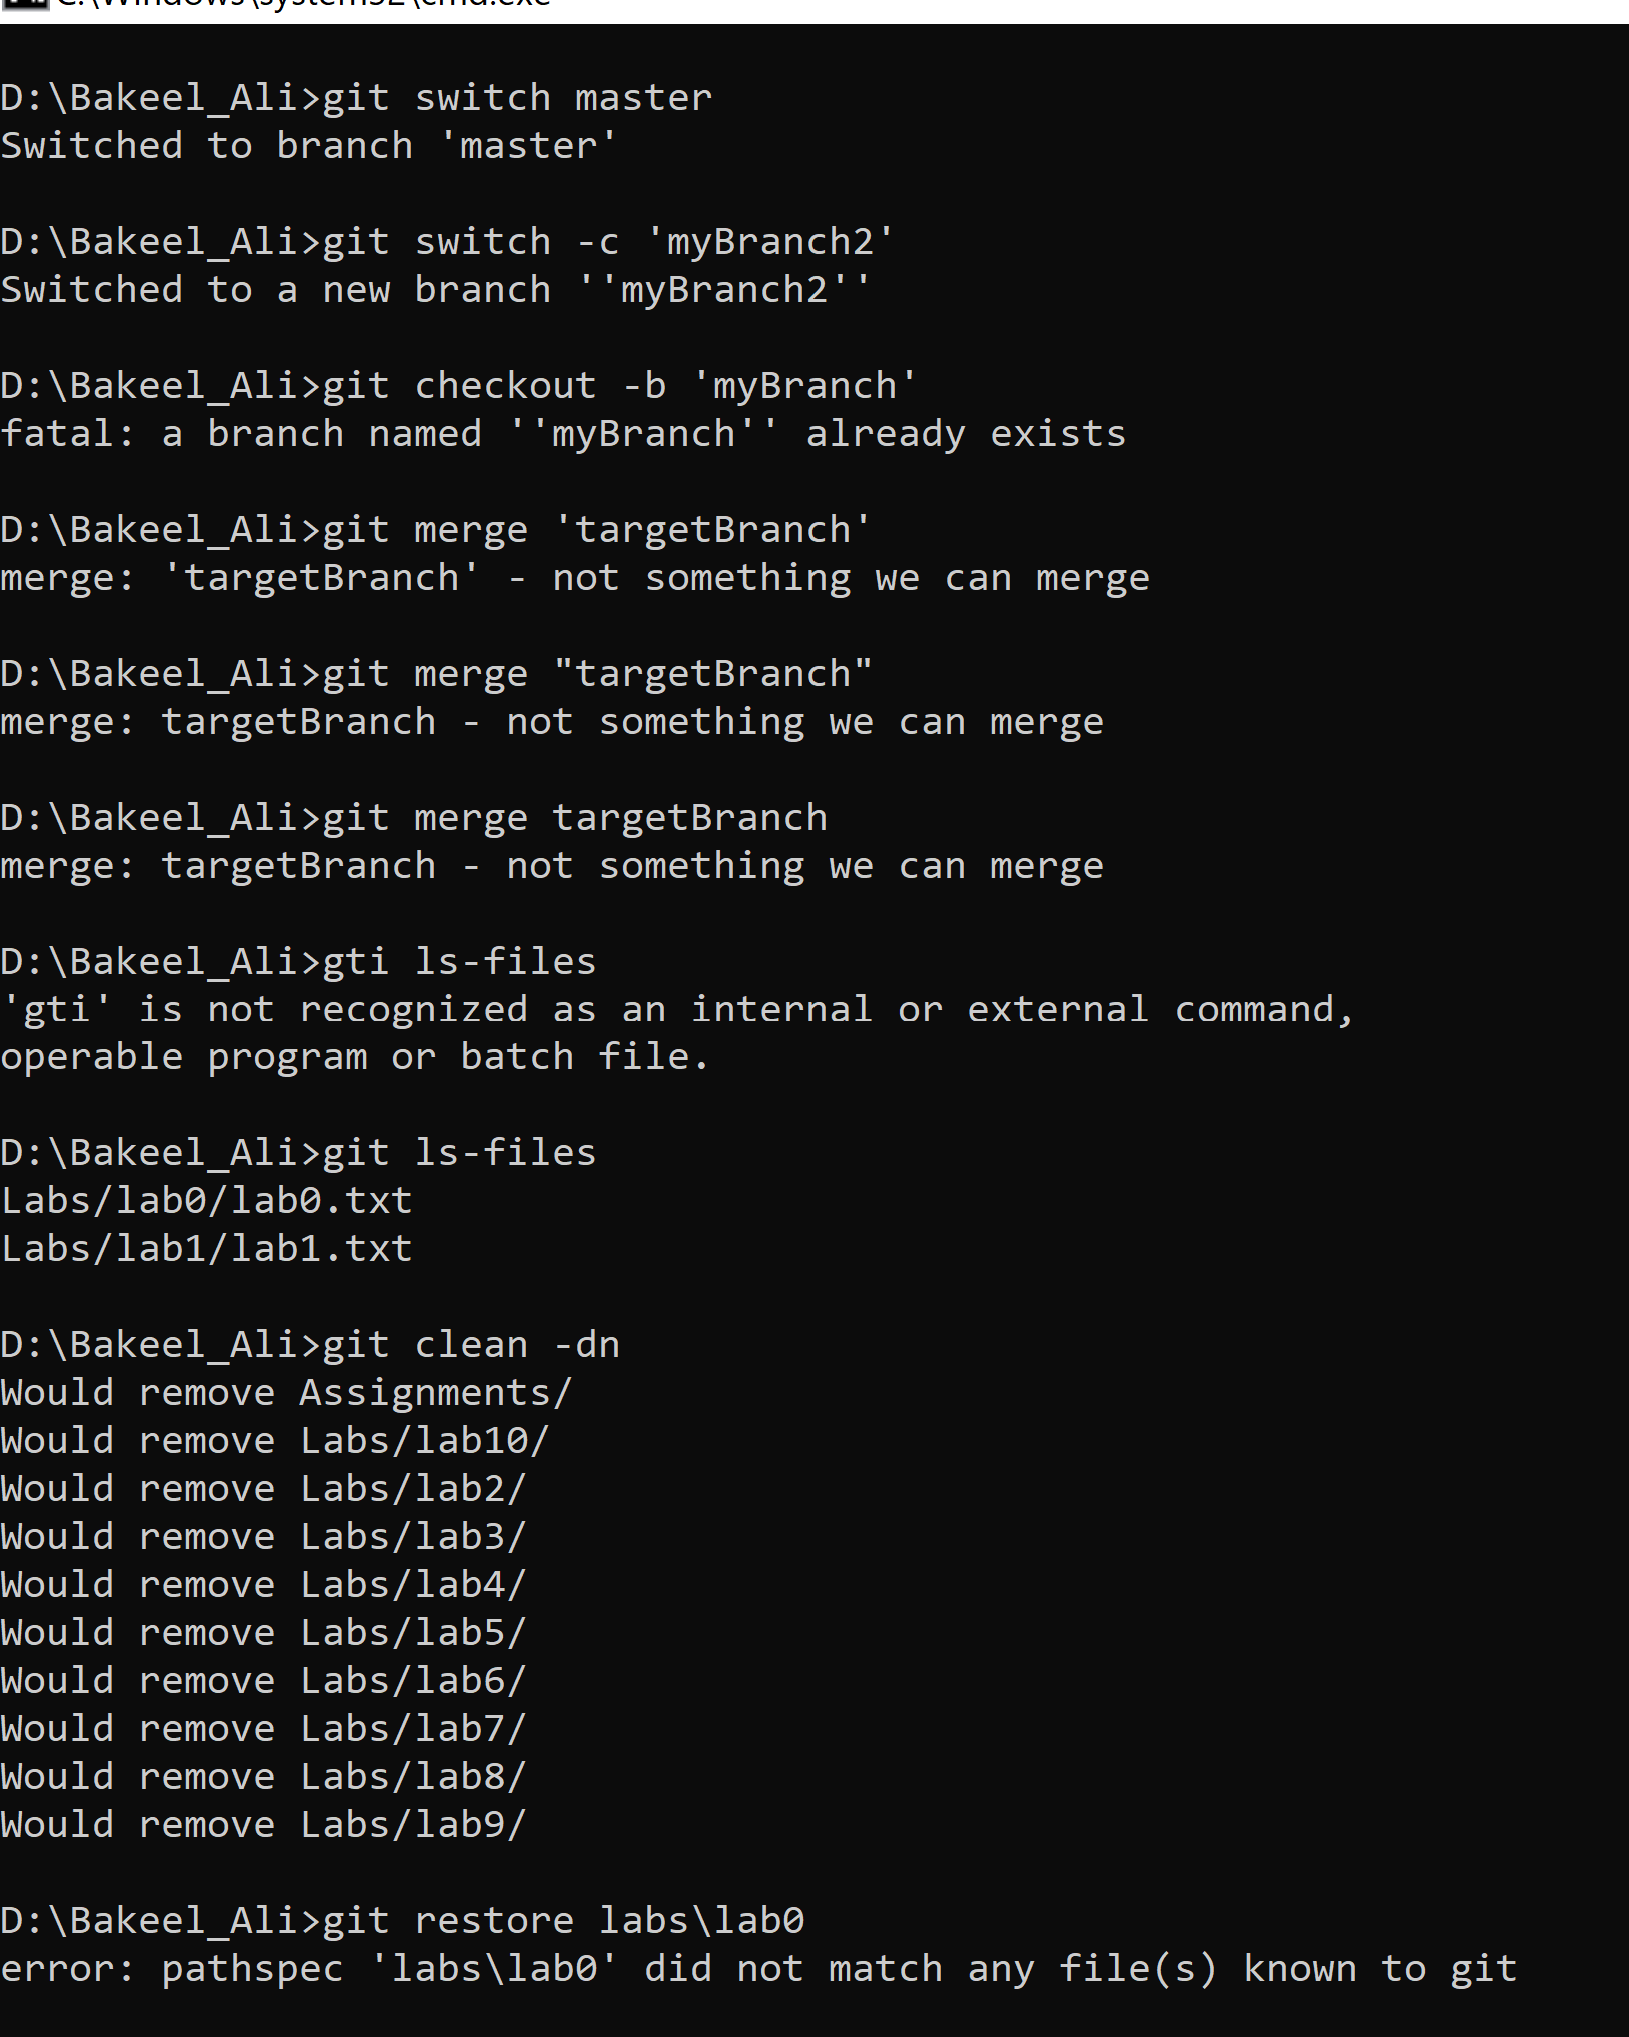 C:\Windows\system32\cmd.exe
D:\Bakeel_Ali>git switch master
Switched to branch 'master'
D:\Bakeel_Ali>git switch -c 'myBranch2'
Switched to a new branch ''myBranch2''
D:\Bakeel_Ali>git checkout -b 'myBranch'
fatal: a branch named ''myBranch'' already exists
D:\Bakeel_Ali>git merge 'targetBranch'
merge: 'targetBranch' - not something we can merge
D:\Bakeel_Ali>git merge "targetBranch"
merge: targetBranch - not something we can merge
D:\Bakeel_Ali>git merge targetBranch
merge: targetBranch - not something we can merge
D:\Bakeel_Ali>gti ls-files
'gti' is not recognized as an internal or external command,
operable program or batch file.
D:\Bakeel_Ali>git ls-files
Labs/lab0/lab0.txt
Labs/lab1/lab1.txt
D:\Bakeel_Ali>git clean -dn
Would remove Assignments/
Would remove Labs/lab10/
Would remove Labs/lab2/
Would remove Labs/lab3/
Would remove Labs/lab4/
Would remove Labs/lab5/
Would remove Labs/lab6/
Would remove Labs/lab7/
Would remove Labs/lab8/
Would remove Labs/lab9/
D:\Bakeel_Ali>git restore labs\lab0
error: pathspec 'labs\lab0' did not match any file(s) known to git